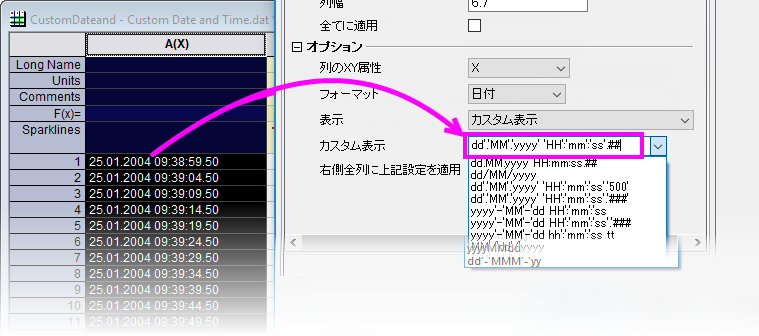 CustomDateand - Custom Date and Time.dat
A(X)
Long Name
Units
Comments
F(x)=
Sparklines
1 25.01.2004 09:38:59.50
2 25.01.2004 09:39:04.50
3 25.01.2004 09:39:09.50
4 25.01.2004 09:39:14.50
5 25.01.2004 09:39:19.50
6 25.01.2004 09:39:24.50
7 25.01.2004 09:39:29.50
8 25.01.2004 09:39:34.50
9 25.01.2004 09:39:39.50
10 25.01.2004 09:39:44.50
11 25.01.2004 09:39:49.50
列幅 6.7
全てに適用
オプション
列のXY属性 X
フォーマット 日付
表示 カスタム表示
カスタム表示 dd'.'MM'.'yyyy' 'HH':'mm':'ss'.'##
右側全列に上記設定を適用
dd.MM.yyyy HH:mm:ss.##
dd/MM/yyyy
dd'.'MM'.'yyyy' 'HH':'mm':'ss'.500'
dd'.'MM'.'yyyy' 'HH':'mm':'ss'.'###'
yyyy'-'MM'-'dd HH':'mm':'ss
yyyy'-'MM'-'dd HH':'mm':'ss'.'###
yyyy'-'MM'-'dd hh':'mm':'ss tt
dd'-'MMM'-'yy